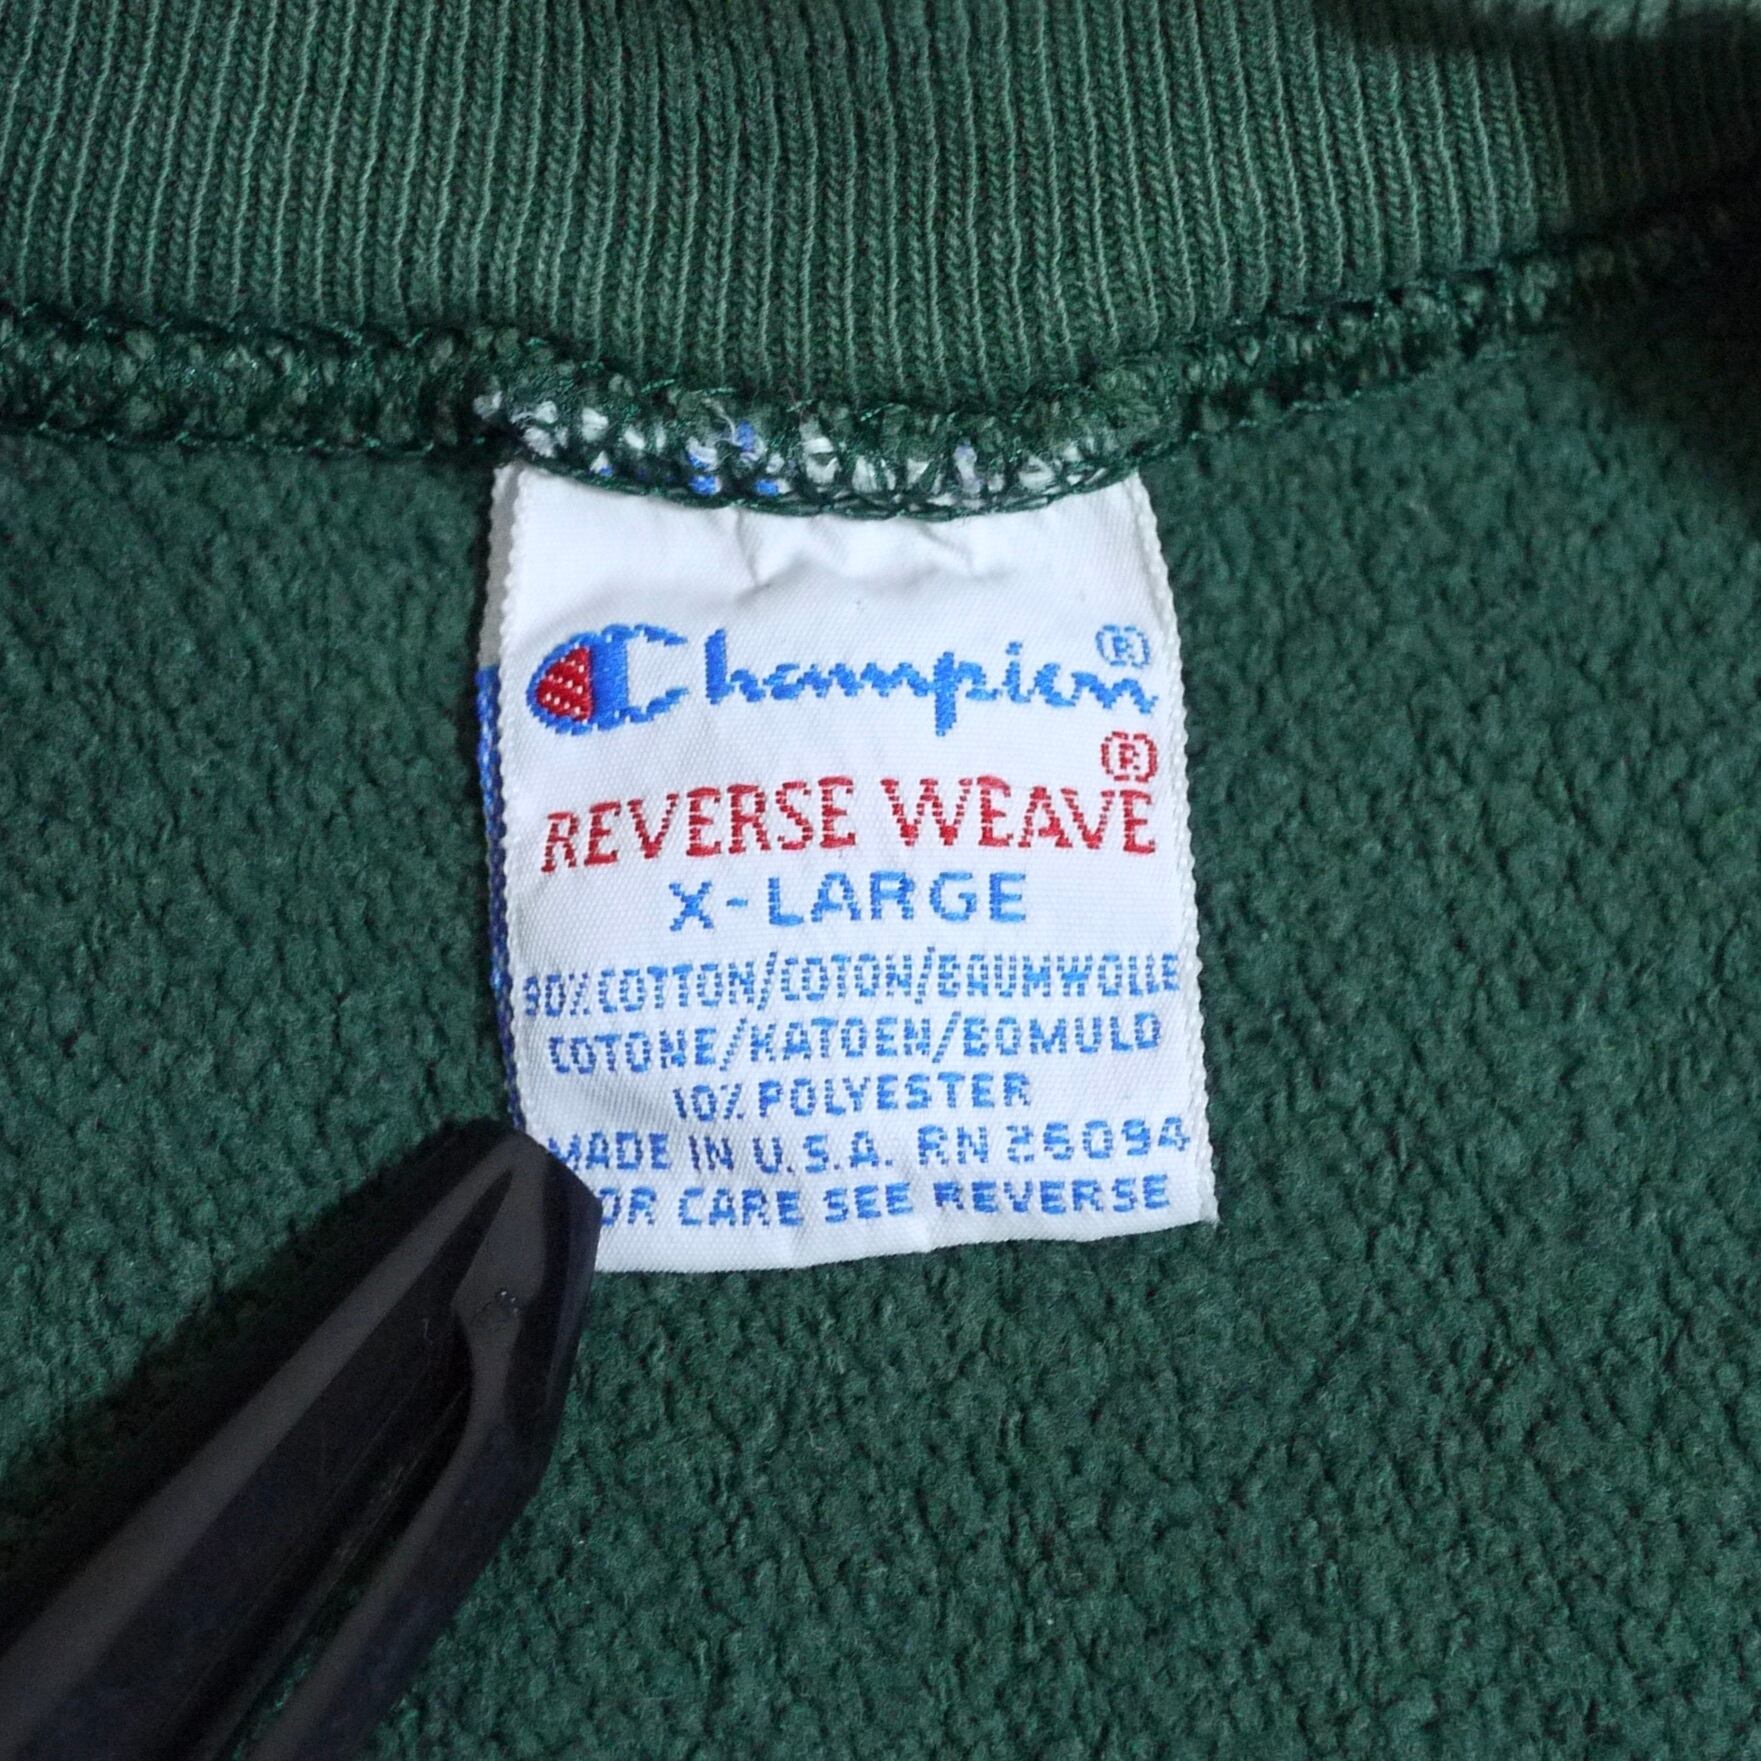 Champion®
®
REVERSE WEAVE
X-LARGE
90% COTTON/COTON/BAUMWOLLE
COTONE/KATOEN/BOMULD
10% POLYESTER
MADE IN U.S.A. RN 26094
FOR CARE SEE REVERSE